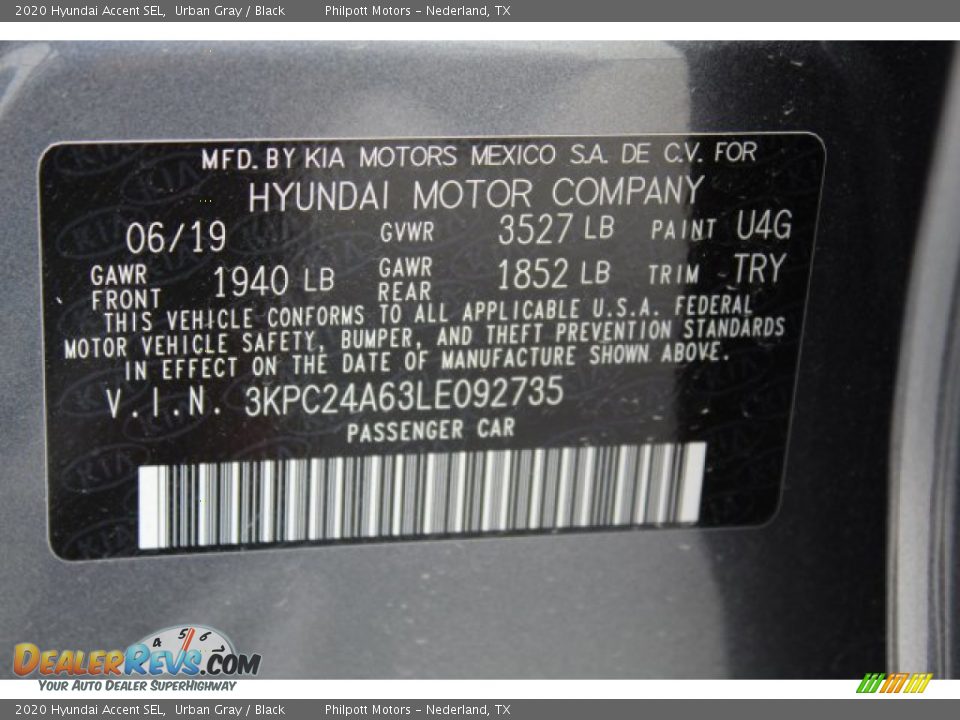 2020 Hyundai Accent SEL, Urban Gray / Black Philpott Motors - Nederland, TX
MFD. BY KIA MOTORS MEXICO S.A. DE C.V. FOR
HYUNDAI MOTOR COMPANY
06/19 GVWR 3527 LB PAINT U4G
GAWR FRONT 1940 LB GAWR REAR 1852 LB TRIM TRY
THIS VEHICLE CONFORMS TO ALL APPLICABLE U.S.A. FEDERAL
MOTOR VEHICLE SAFETY, BUMPER, AND THEFT PREVENTION STANDARDS
IN EFFECT ON THE DATE OF MANUFACTURE SHOWN ABOVE.
V.I.N. 3KPC24A63LE092735
PASSENGER CAR
4 5 6 7
DEALERREVS.COM
YOUR AUTO DEALER SUPERHIGHWAY
2020 Hyundai Accent SEL, Urban Gray / Black Philpott Motors - Nederland, TX